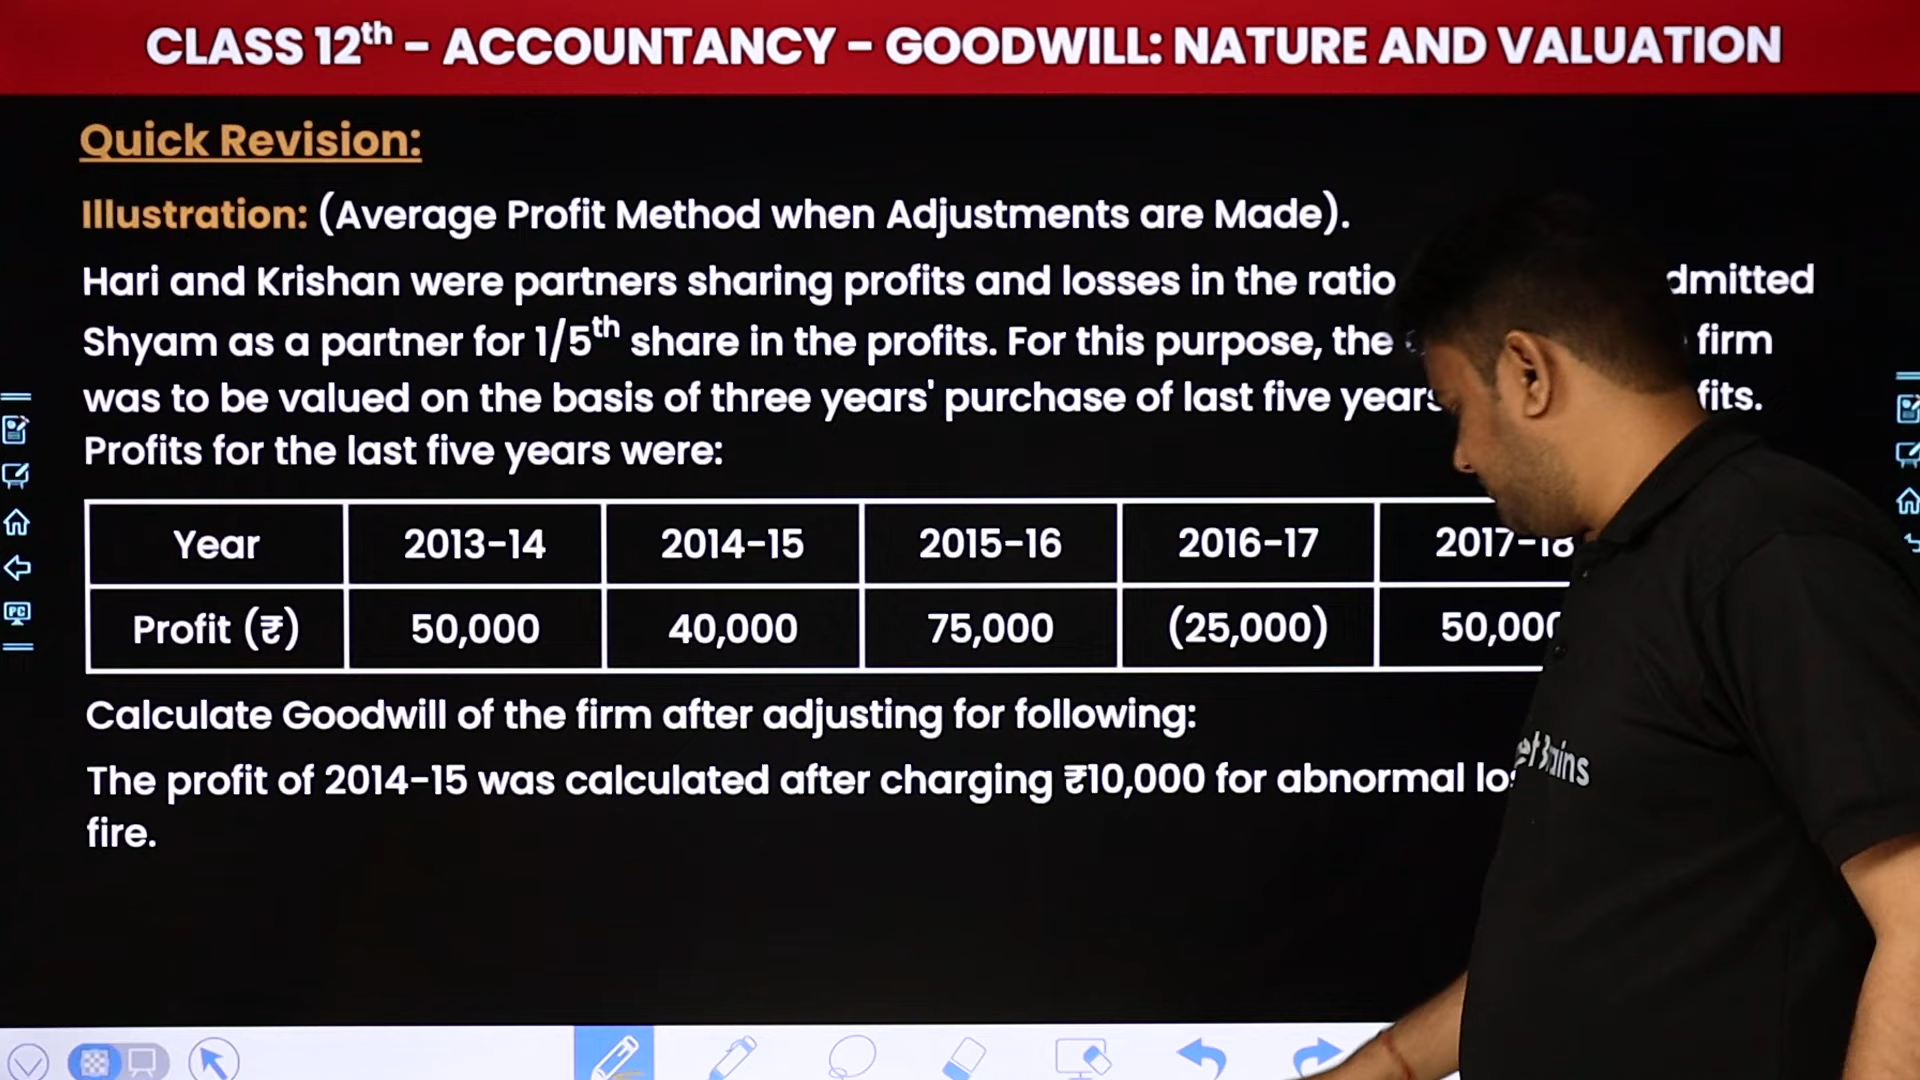 CLASS 12th - ACCOUNTANCY - GOODWILL: NATURE AND VALUATION
Quick Revision:
Illustration: (Average Profit Method when Adjustments are Made).
Hari and Krishan were partners sharing profits and losses in the ratio
Shyam as a partner for 1/5th share in the profits. For this purpose, the firm
was to be valued on the basis of three years' purchase of last five
Profits for the last five years were:
Year 2013-14 2014-15 2015-16 2016-17 2017-18
Profit (₹) 50,000 40,000 75,000 (25,000)
Calculate Goodwill of the firm after adjusting for following:
The profit of 2014-15 was calculated after charging ₹10,000 for abnormal
fire.
PC
PC